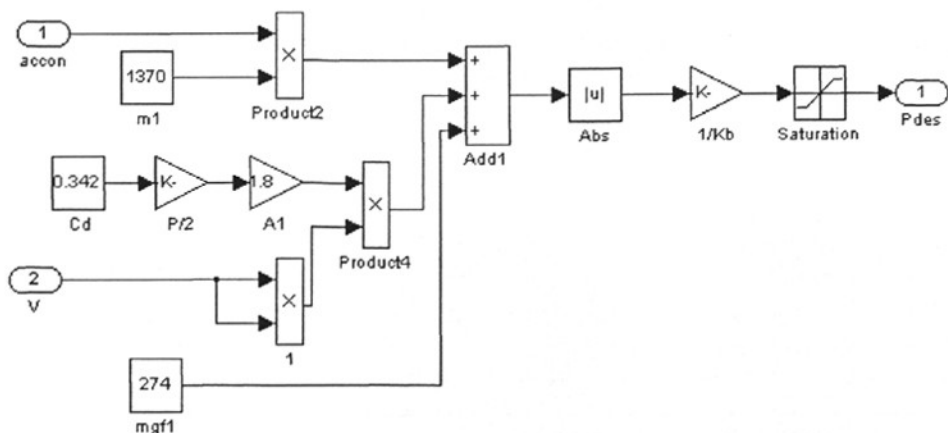 1
accon
1370
m1
×
Product2
+
+
+
Add1
|u|
Abs
K-
1/Kb
Saturation
1
Pdes
0.342
Cd
K-
P/2
1.8
A1
×
Product4
2
V
×
1
274
mgf1